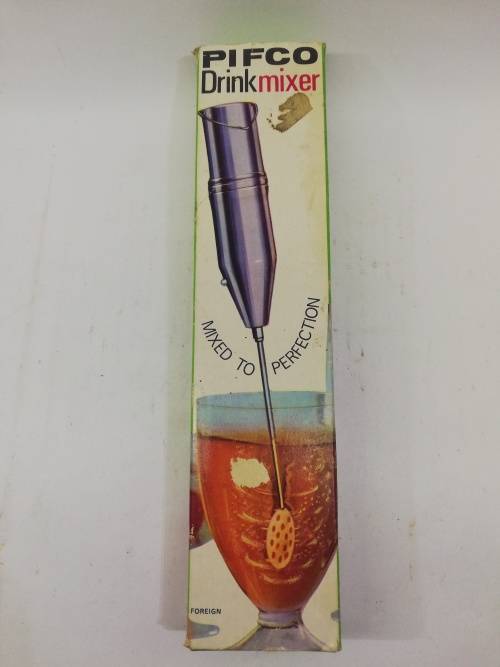 PIFCO
Drinkmixer
MIXED TO PERFECTION
FOREIGN